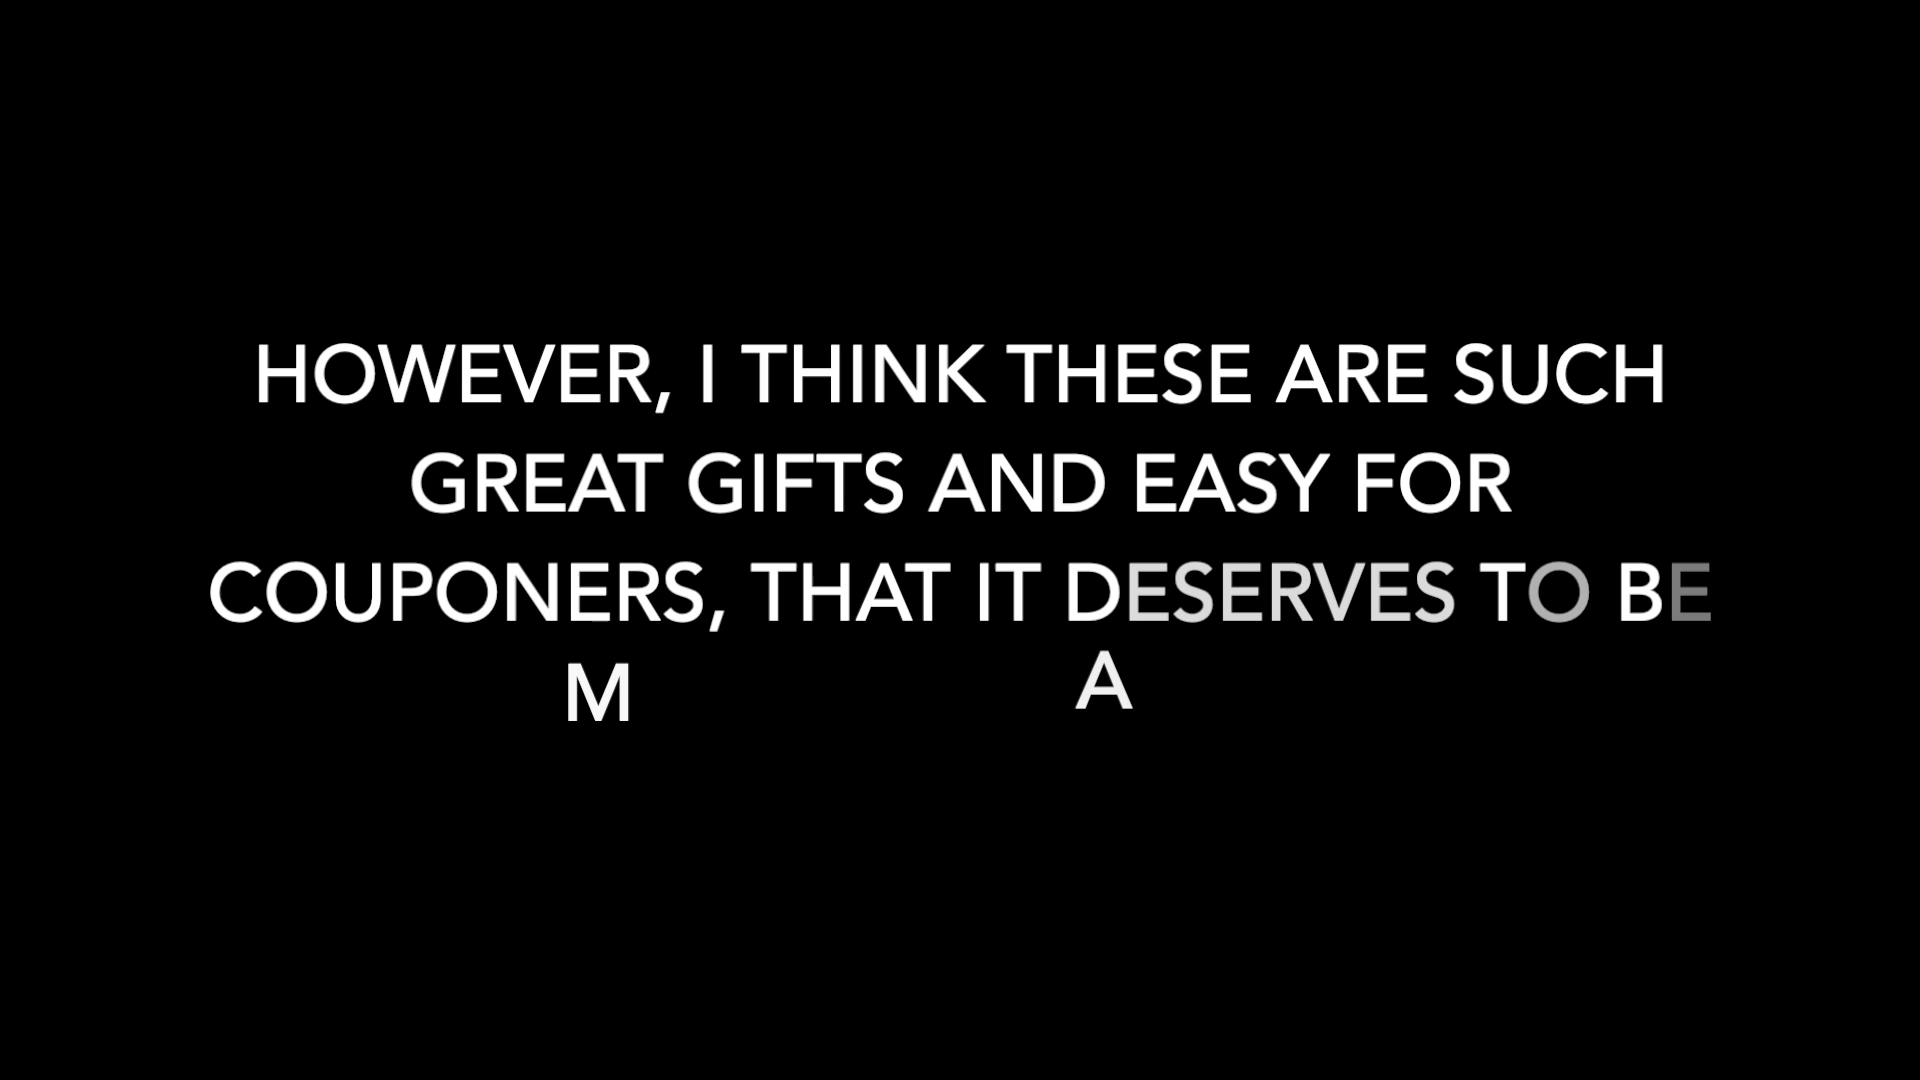 HOWEVER, I THINK THESE ARE SUCH
GREAT GIFTS AND EASY FOR
COUPONERS, THAT IT DESERVES TO BE
M A